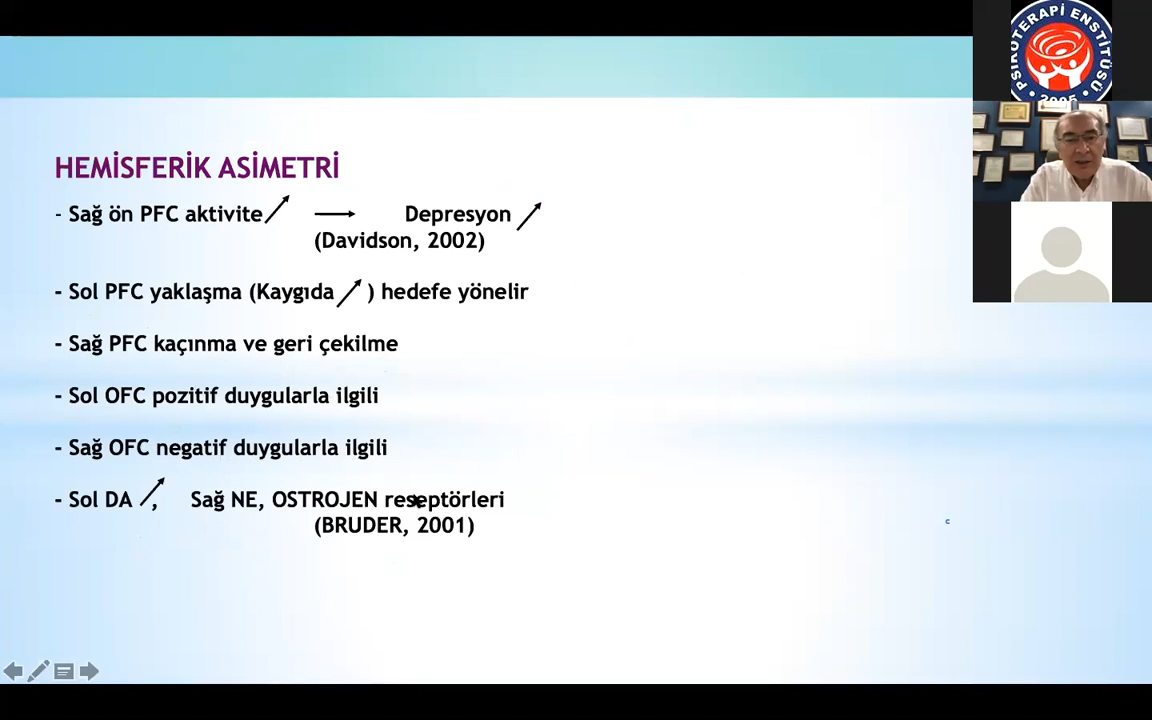 HEMİSFERİK ASİMETRİ
- Sağ ön PFC aktivite↗ → Depresyon ↗
(Davidson, 2002)
- Sol PFC yaklaşma (Kaygıda ↗ ) hedefe yönelir
- Sağ PFC kaçınma ve geri çekilme
- Sol OFC pozitif duygularla ilgili
- Sağ OFC negatif duygularla ilgili
- Sol DA ↗, Sağ NE, OSTROJEN reseptörleri
(BRUDER, 2001)
c
PSİKOTERAPİ ENSTİTÜSÜ
• 2005 •